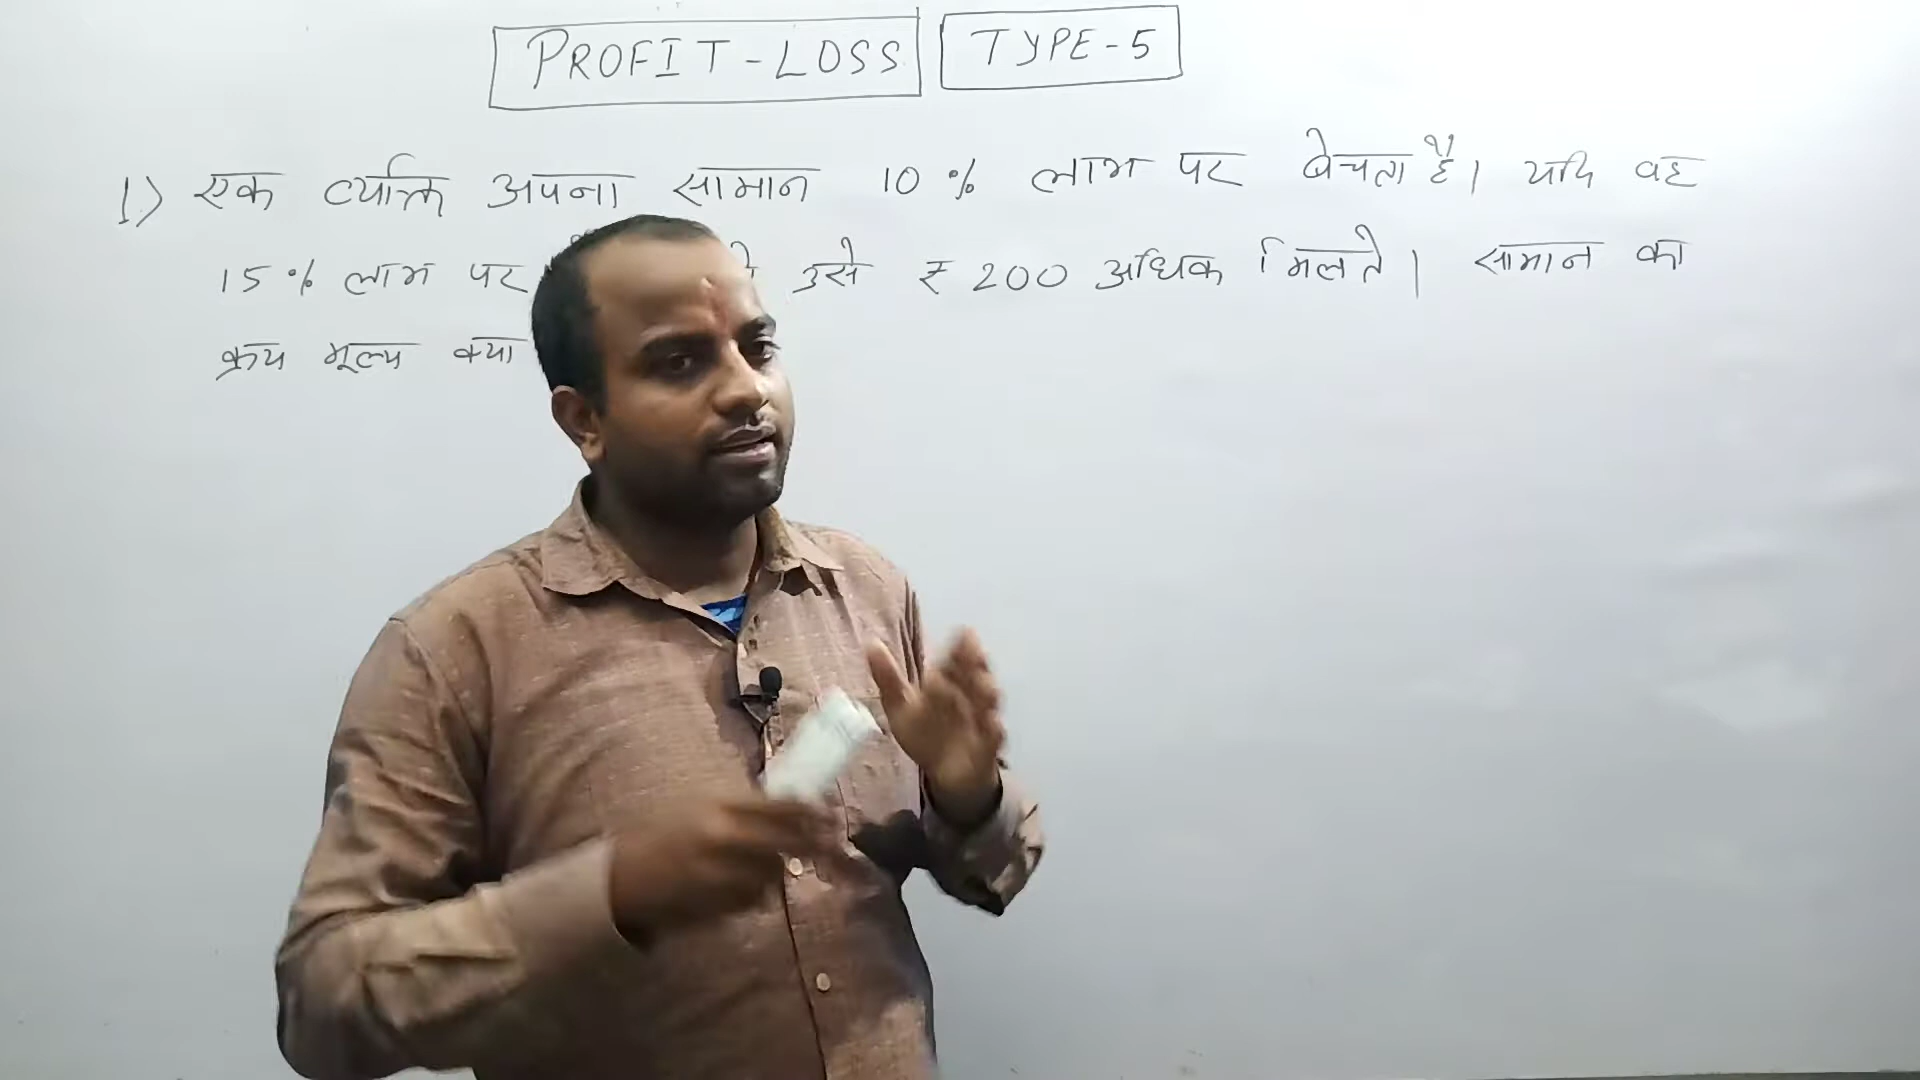 PROFIT-LOSS TYPE-5
1) एक व्यक्ति अपना सामान 10% लाभ पर बेचता है। यदि वह
15% लाभ पर उसे ₹200 अधिक मिलते। सामान का
क्रय मूल्य क्या